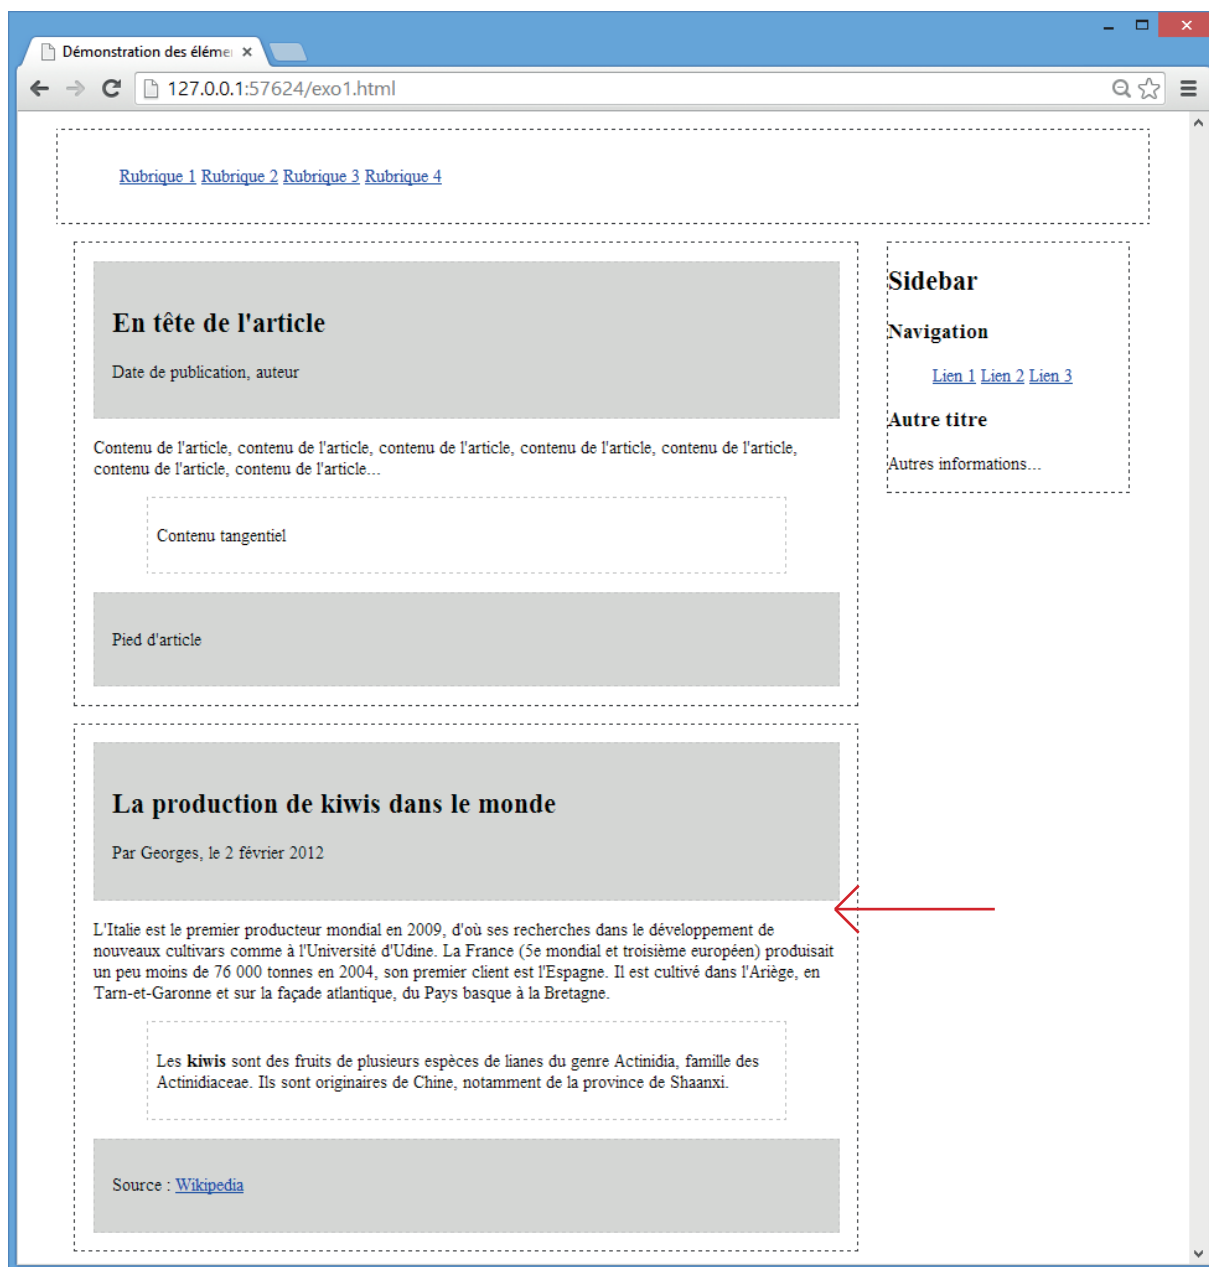 Démonstration des éléme
127.0.0.1:57624/exo1.html
Rubrique 1 Rubrique 2 Rubrique 3 Rubrique 4
En tête de l'article
Date de publication, auteur
Contenu de l'article, contenu de l'article, contenu de l'article, contenu de l'article, contenu de l'article,
contenu de l'article, contenu de l'article...
Contenu tangentiel
Pied d'article
La production de kiwis dans le monde
Par Georges, le 2 février 2012
L'Italie est le premier producteur mondial en 2009, d'où ses recherches dans le développement de
nouveaux cultivars comme à l'Université d'Udine. La France (5e mondial et troisième européen) produisait
un peu moins de 76 000 tonnes en 2004, son premier client est l'Espagne. Il est cultivé dans l'Ariège, en
Tarn-et-Garonne et sur la façade atlantique, du Pays basque à la Bretagne.
Les kiwis sont des fruits de plusieurs espèces de lianes du genre Actinidia, famille des
Actinidiaceae. Ils sont originaires de Chine, notamment de la province de Shaanxi.
Source : Wikipedia
Sidebar
Navigation
Lien 1 Lien 2 Lien 3
Autre titre
Autres informations...